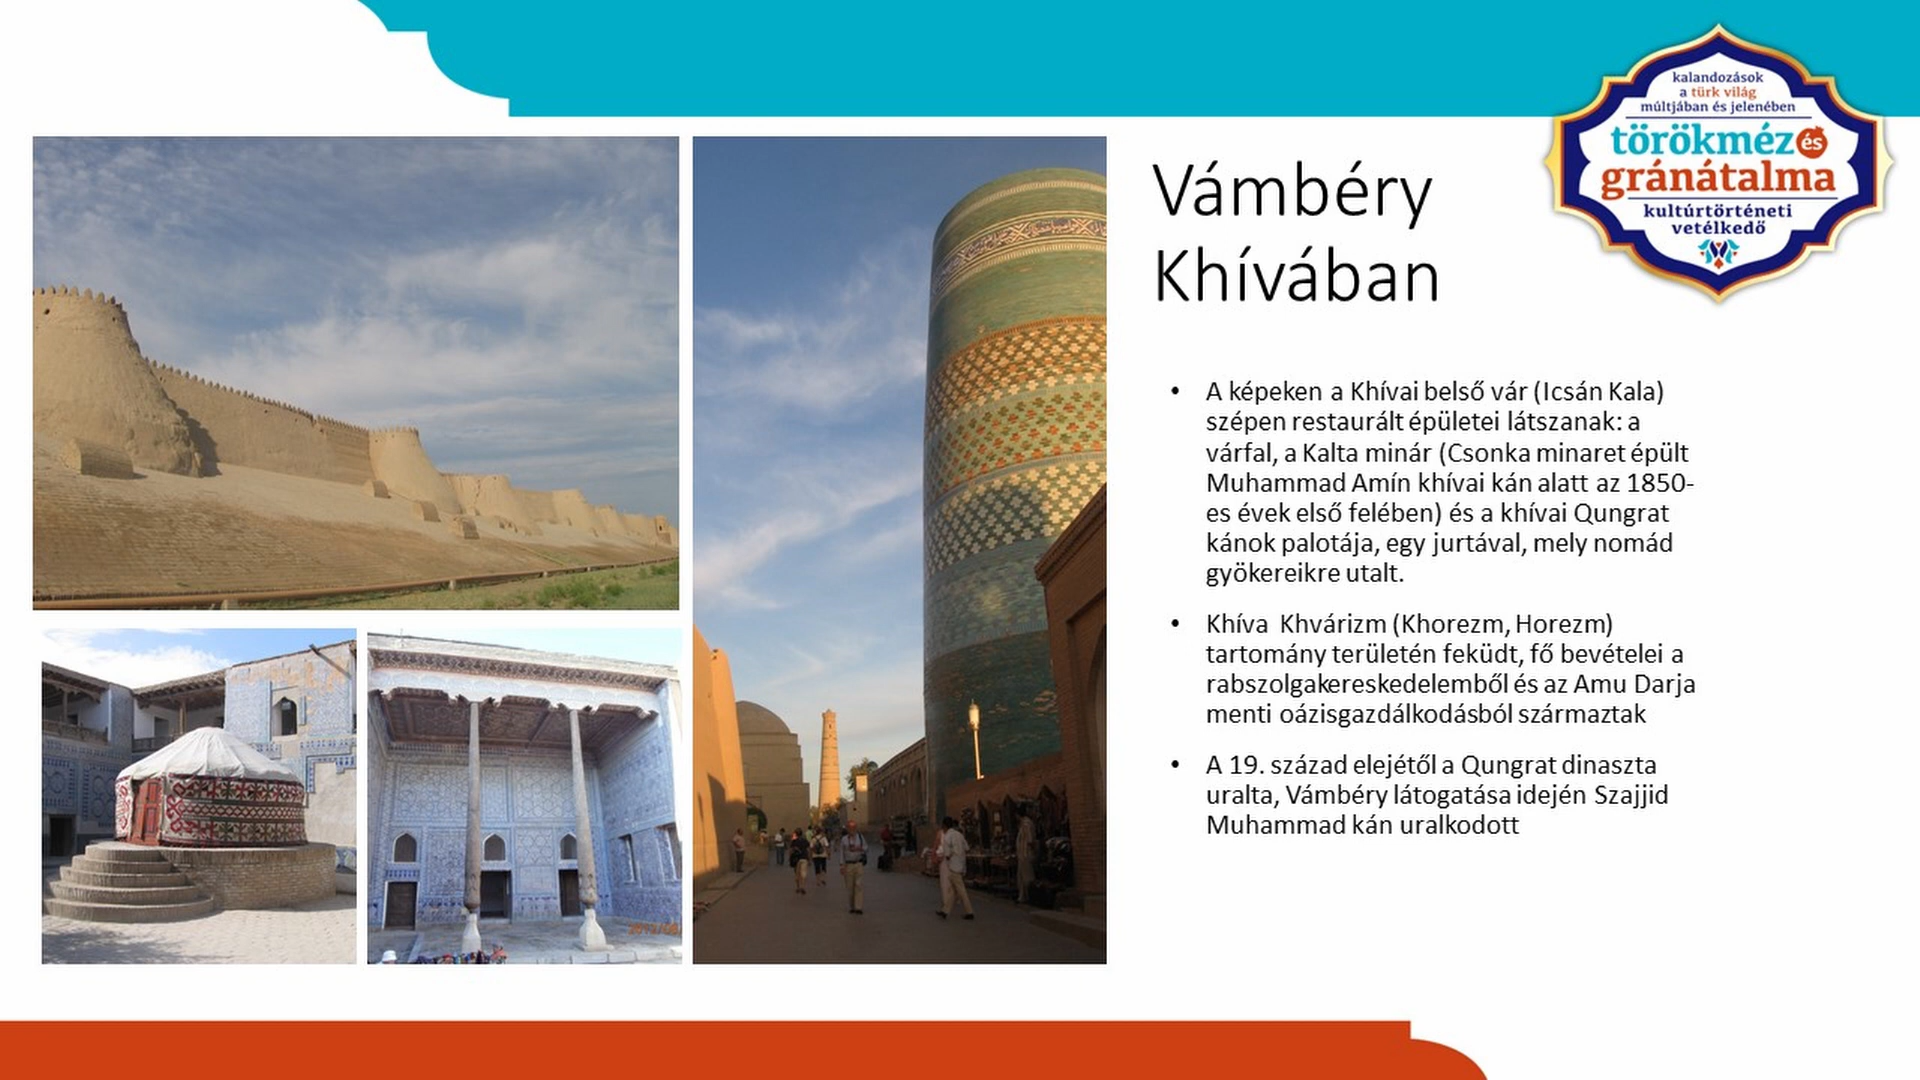 kalandozások
a türk világ
múltjában és jelenében
törökméz és
gránátalma
kultúrtörténeti
vetélkedő
Vámbéry
Khívában
• A képeken a Khívai belső vár (Icsán Kala)
szépen restaurált épületei látszanak: a
várfal, a Kalta minár (Csonka minaret épült
Muhammad Amín khívai kán alatt az 1850-
es évek első felében) és a khívai Qungrat
kánok palotája, egy jurtával, mely nomád
gyökereikre utalt.
• Khíva Khvárizm (Khorezm, Horezm)
tartomány területén feküdt, fő bevételei a
rabszolgakereskedelemből és az Amu Darja
menti oázisgazdálkodásból származtak
• A 19. század elejétől a Qungrat dinaszta
uralta, Vámbéry látogatása idején Szajjid
Muhammad kán uralkodott